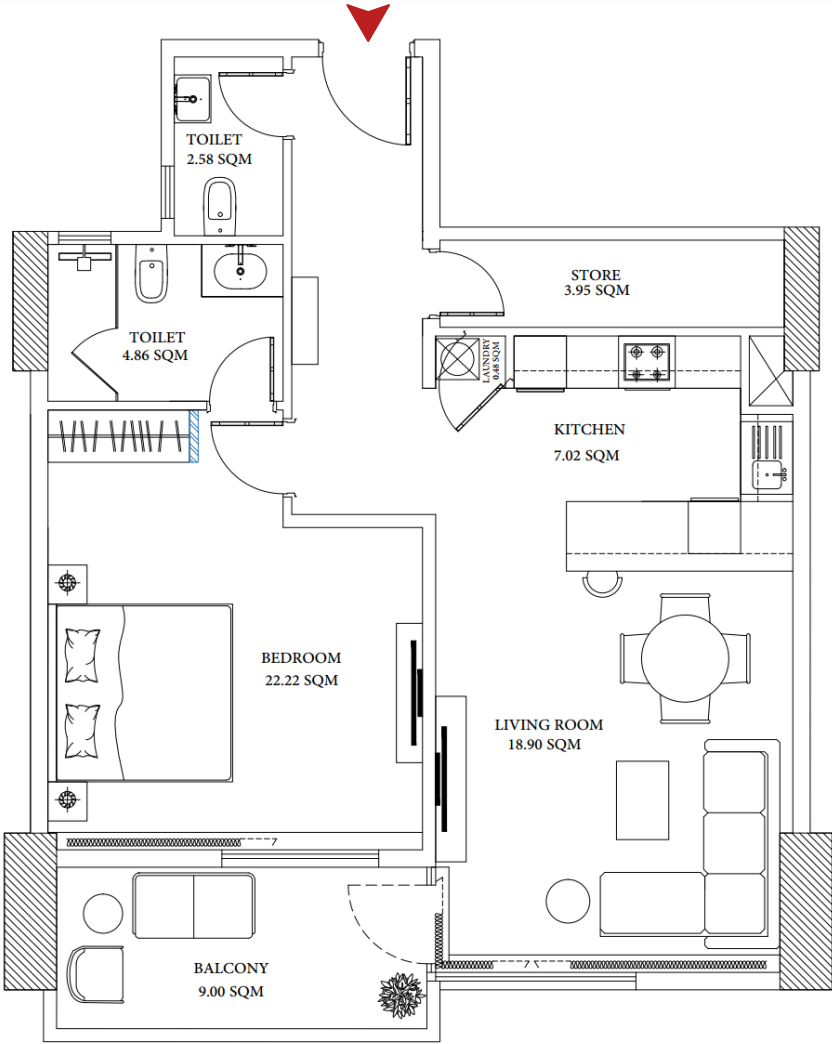 TOILET
2.58 SQM
STORE
3.95 SQM
TOILET
4.86 SQM
LAUNDRY
0.48 SQM
KITCHEN
7.02 SQM
BEDROOM
22.22 SQM
LIVING ROOM
18.90 SQM
BALCONY
9.00 SQM